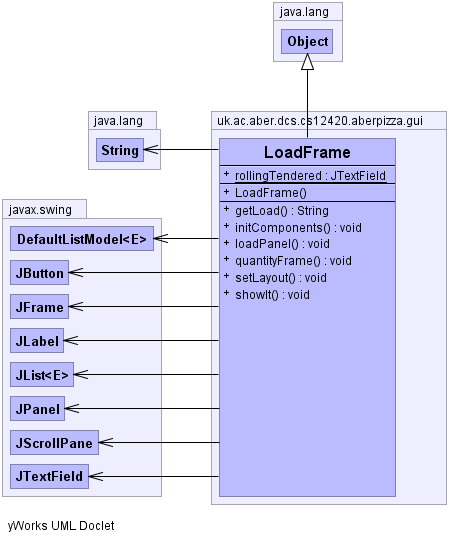 java.lang
Object
java.lang
String
uk.ac.aber.dcs.cs12420.aberpizza.gui
LoadFrame
+ rollingTendered : JTextField
+ LoadFrame()
+ getLoad() : String
+ initComponents() : void
+ loadPanel() : void
+ quantityFrame() : void
+ setLayout() : void
+ showIt() : void
javax.swing
DefaultListModel<E>
JButton
JFrame
JLabel
JList<E>
JPanel
JScrollPane
JTextField
yWorks UML Doclet